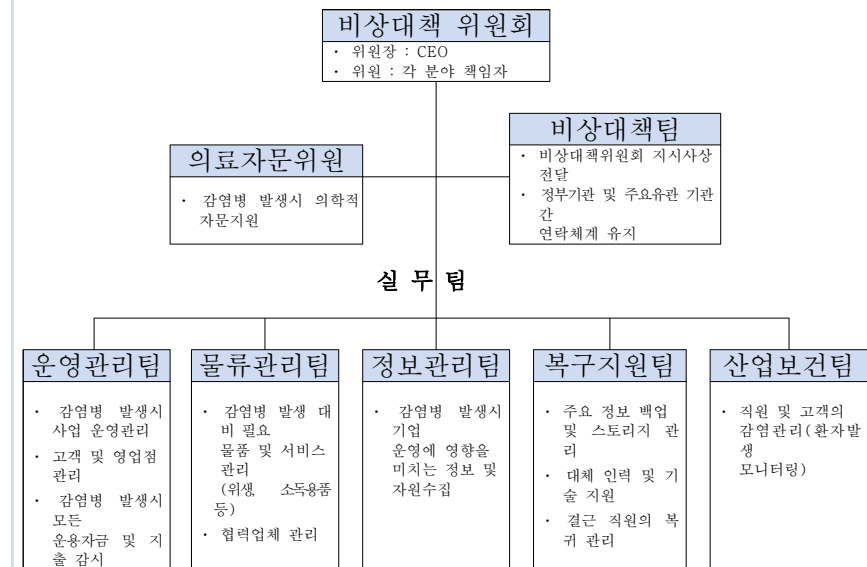 비상대책 위원회
· 위원장 : CEO
· 위원 : 각 분야 책임자
의료자문위원
· 감염병 발생시 의학적
자문지원
비상대책팀
· 비상대책위원회 지시사상
전달
· 정부기관 및 주요유관 기관
간
연락체계 유지
실 무 팀
운영관리팀
· 감염병 발생시
사업 운영관리
· 고객 및 영업점
관리
· 감염병 발생시
모든
운용자금 및 지
출 감시
물류관리팀
· 감염병 발생 대
비 필요
물품 및 서비스
관리
(위생, 소독용품
등)
· 협력업체 관리
정보관리팀
· 감염병 발생시
기업
운영에 영향을
미치는 정보 및
자원수집
복구지원팀
· 주요 정보 백업
및 스토리지 관
리
· 대체 인력 및 기
술 지원
· 결근 직원의 복
귀 관리
산업보건팀
· 직원 및 고객의
감염관리(환자발
생
모니터링)